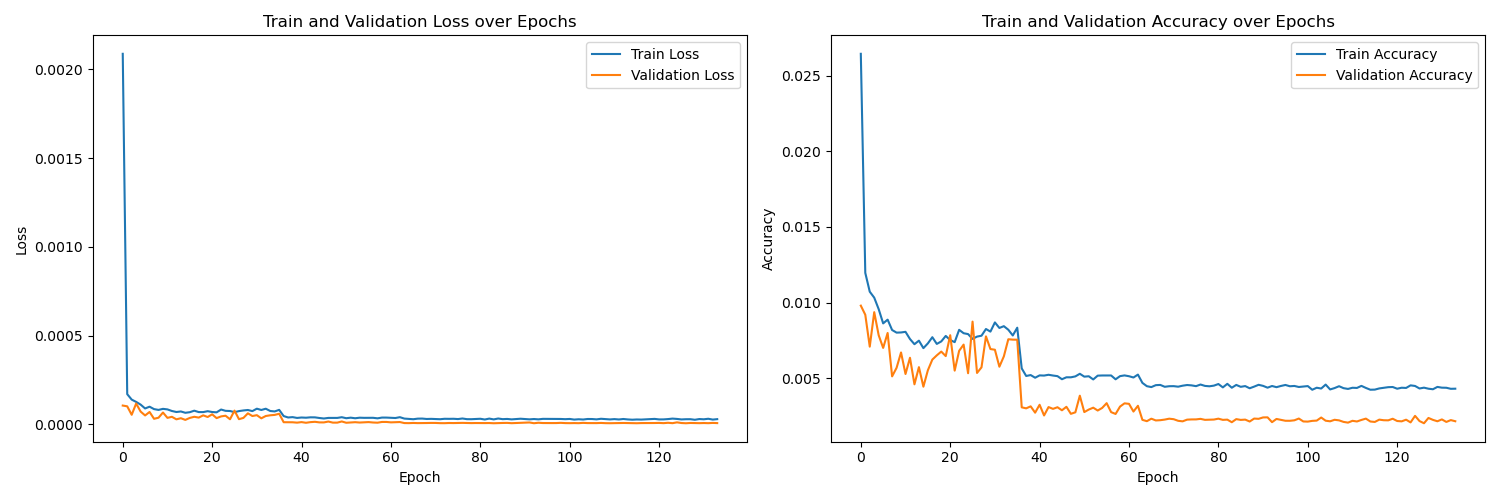 Train and Validation Loss over Epochs
Train Loss
Validation Loss
0.0020
0.0015
0.0010
0.0005
0.0000
Loss
0
20
40
60
80
100
120
Epoch
Train and Validation Accuracy over Epochs
Train Accuracy
Validation Accuracy
0.025
0.020
0.015
0.010
0.005
Accuracy
0
20
40
60
80
100
120
Epoch